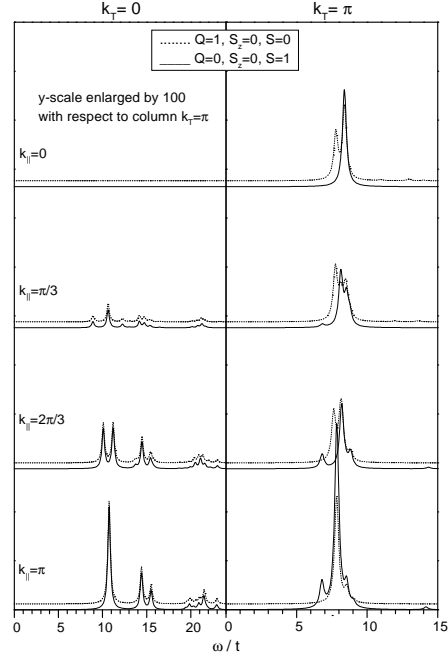 k_T= 0
k_T= π
Q=1, S_z=0, S=0
Q=0, S_z=0, S=1
y-scale enlarged by 100
with respect to column k_T=π
k_||=0
k_||=π/3
k_||=2π/3
k_||=π
0 5 10 15 20 0 5 10 15
ω / t